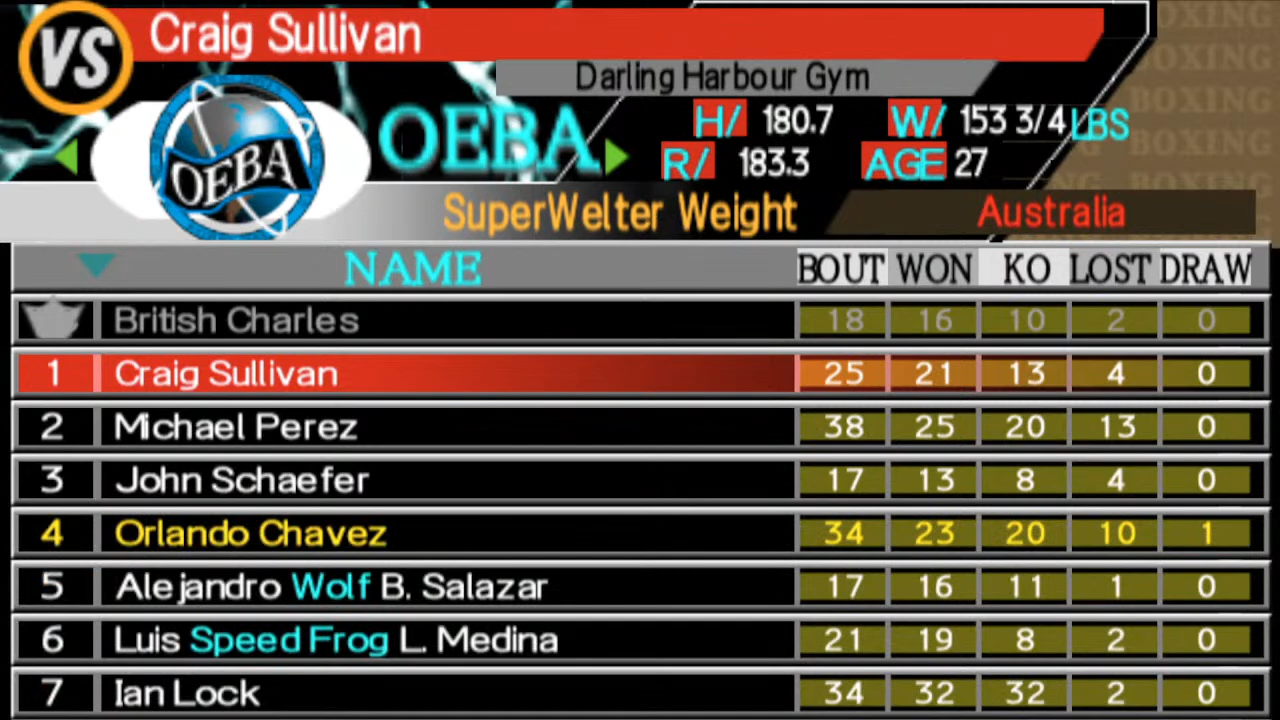 VS Craig Sullivan
Darling Harbour Gym
OEBA OEBA
H/ 180.7 W/ 153 3/4 LBS
R/ 183.3 AGE 27
SuperWelter Weight Australia
NAME BOUT WON KO LOST DRAW
British Charles 18 16 10 2 0
1 Craig Sullivan 25 21 13 4 0
2 Michael Perez 38 25 20 13 0
3 John Schaefer 17 13 8 4 0
4 Orlando Chavez 34 23 20 10 1
5 Alejandro Wolf B. Salazar 17 16 11 1 0
6 Luis Speed Frog L. Medina 21 19 8 2 0
7 Ian Lock 34 32 32 2 0
BOXING
BOXING
BOXING
BOXING